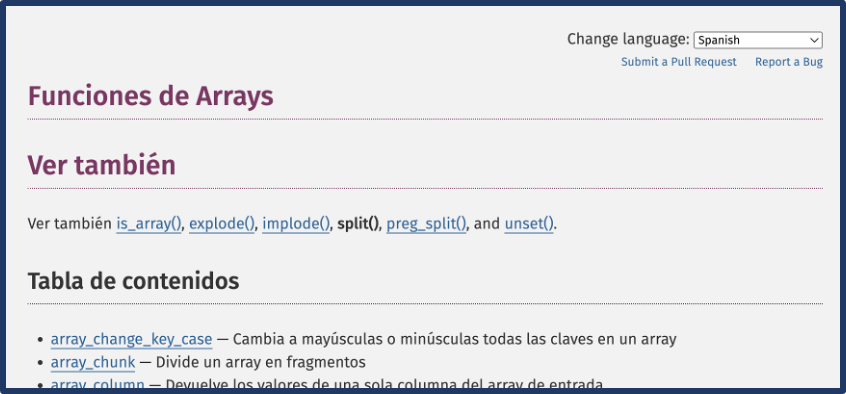 Change language: Spanish
Submit a Pull Request Report a Bug
Funciones de Arrays
Ver también
Ver también is_array(), explode(), implode(), split(), preg_split(), and unset().
Tabla de contenidos
• array_change_key_case — Cambia a mayúsculas o minúsculas todas las claves en un array
• array_chunk — Divide un array en fragmentos
• array_column — Devuelve los valores de una sola columna del array de entrada